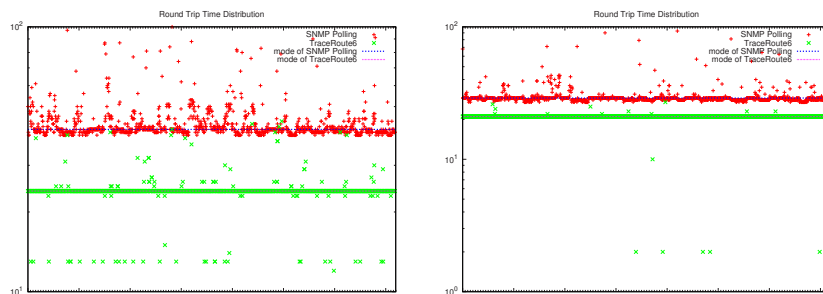 Round Trip Time Distribution
10²
SNMP Polling
TraceRoute6
mode of SNMP Polling
mode of TraceRoute6
10¹
Round Trip Time Distribution
10²
SNMP Polling
TraceRoute6
mode of SNMP Polling
mode of TraceRoute6
10¹
10⁰